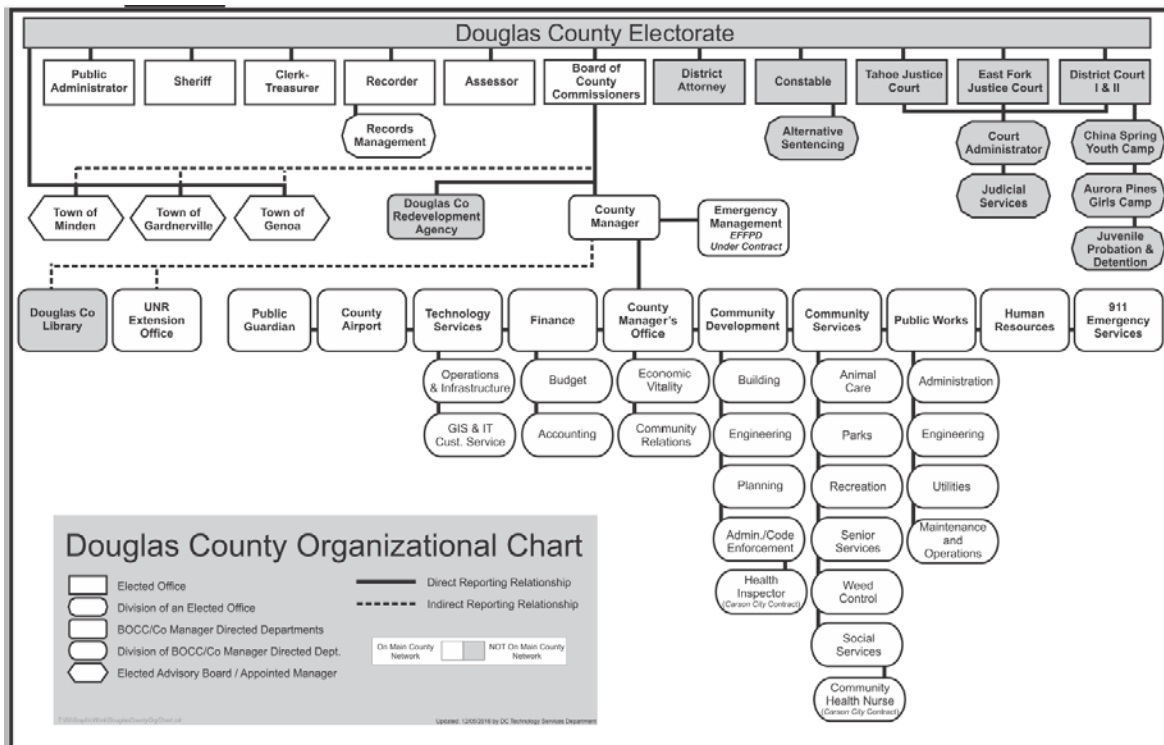 Douglas County Electorate
Public
Administrator
Sheriff
Clerk-
Treasurer
Recorder
Assessor
Board of
County
Commissioners
District
Attorney
Constable
Tahoe Justice
Court
East Fork
Justice Court
District Court
I & II
Records
Management
Alternative
Sentencing
Court
Administrator
China Spring
Youth Camp
Judicial
Services
Aurora Pines
Girls Camp
Juvenile
Probation &
Detention
Town of
Minden
Town of
Gardnerville
Town of
Genoa
Douglas Co
Redevelopment
Agency
County
Manager
Emergency
Management
EFFPD
Under Contract
Douglas Co
Library
UNR
Extension
Office
Public
Guardian
County
Airport
Technology
Services
Finance
County
Manager's
Office
Community
Development
Community
Services
Public Works
Human
Resources
911
Emergency
Services
Operations
& Infrastructure
GIS & IT
Cust. Service
Budget
Accounting
Economic
Vitality
Community
Relations
Building
Engineering
Planning
Admin./Code
Enforcement
Health
Inspector
(Carson City Contract)
Animal
Care
Parks
Recreation
Senior
Services
Weed
Control
Social
Services
Community
Health Nurse
(Carson City Contract)
Administration
Engineering
Utilities
Maintenance
and
Operations
Douglas County Organizational Chart
Elected Office
Division of an Elected Office
BOCC/Co Manager Directed Departments
Division of BOCC/Co Manager Directed Dept.
Elected Advisory Board / Appointed Manager
Direct Reporting Relationship
Indirect Reporting Relationship
On Main County
Network
NOT On Main County
Network
by DC Technology Services Department